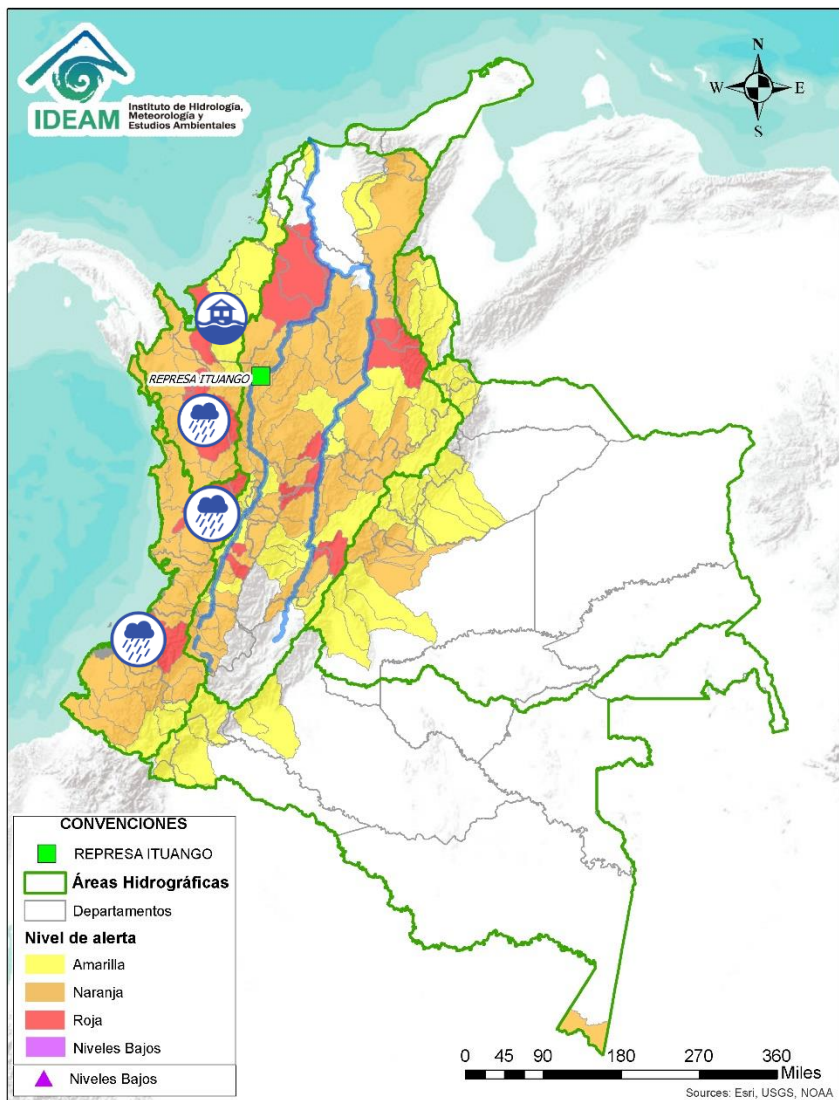 IDEAM
Instituto de Hidrología,
Meteorología y
Estudios Ambientales
N
W
E
S
REPRESA ITUANGO
CONVENCIONES
REPRESA ITUANGO
Áreas Hidrográficas
Departamentos
Nivel de alerta
Amarilla
Naranja
Roja
Niveles Bajos
Niveles Bajos
0 45 90 180 270 360
Miles
Sources: Esri, USGS, NOAA